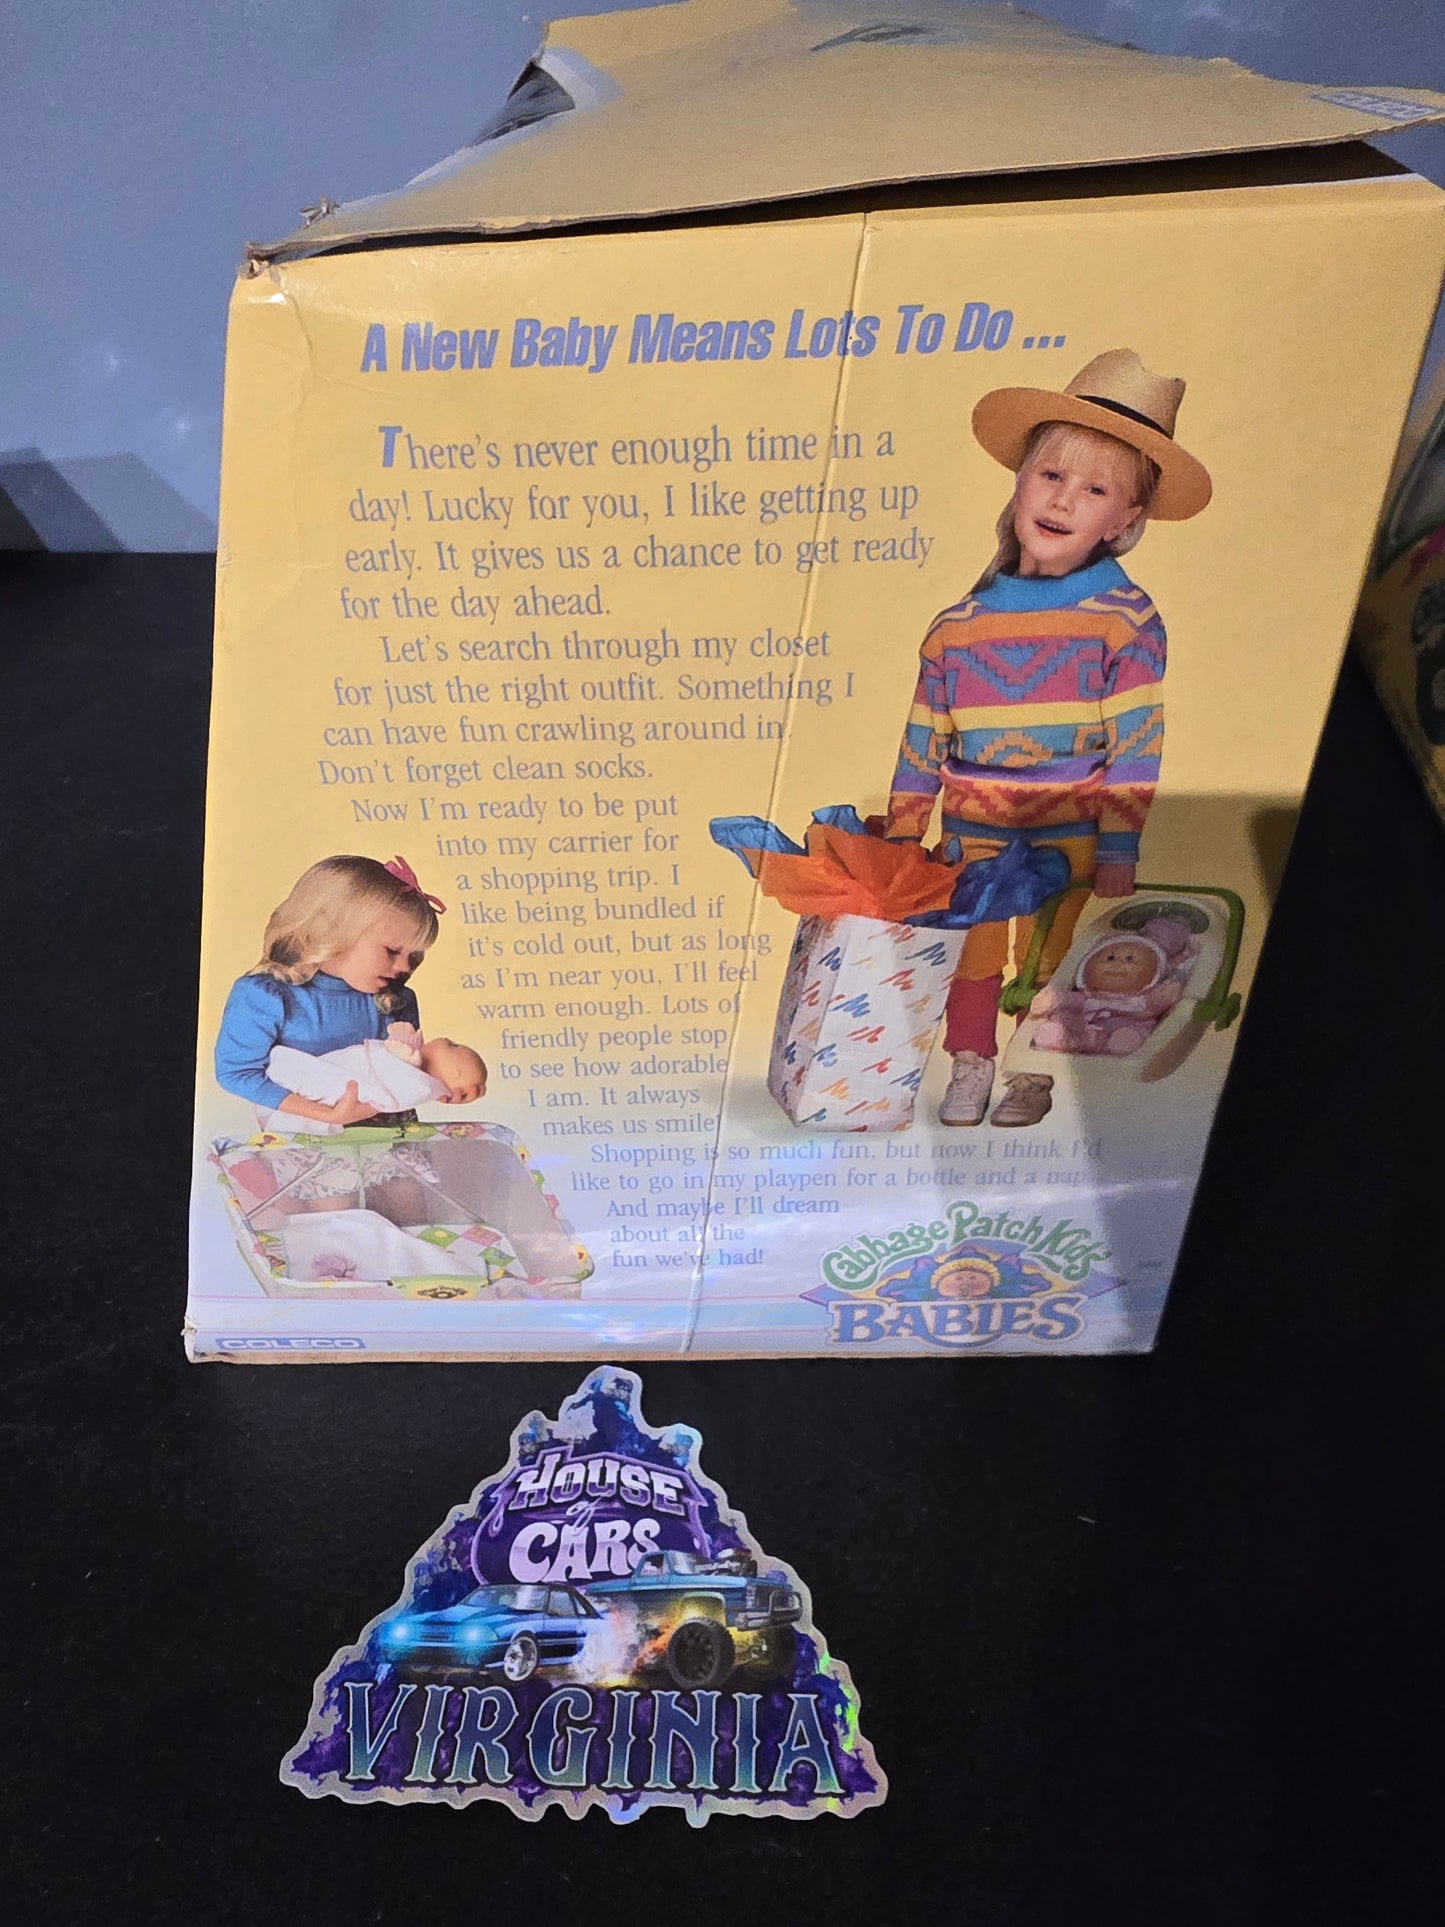 COLECO
A New Baby Means Lots To Do ...
There's never enough time in a
day! Lucky for you, I like getting up
early. It gives us a chance to get ready
for the day ahead.
Let's search through my closet
for just the right outfit. Something I
can have fun crawling around in.
Don't forget clean socks.
Now I'm ready to be put
into my carrier for
a shopping trip. I
like being bundled if
it's cold out, but as long
as I'm near you, I'll feel
warm enough. Lots of
friendly people stop
to see how adorable
I am. It always
makes us smile!
Shopping is so much fun, but now I think I'd
like to go in my playpen for a bottle and a nap.
And maybe I'll dream
about all the
fun we've had!
Cabbage Patch Kids
BABIES
COLECO
HOUSE
of
CARS
VIRGINIA